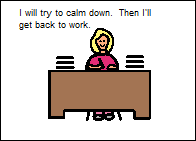 I will try to calm down.  Then I'll
get back to work.